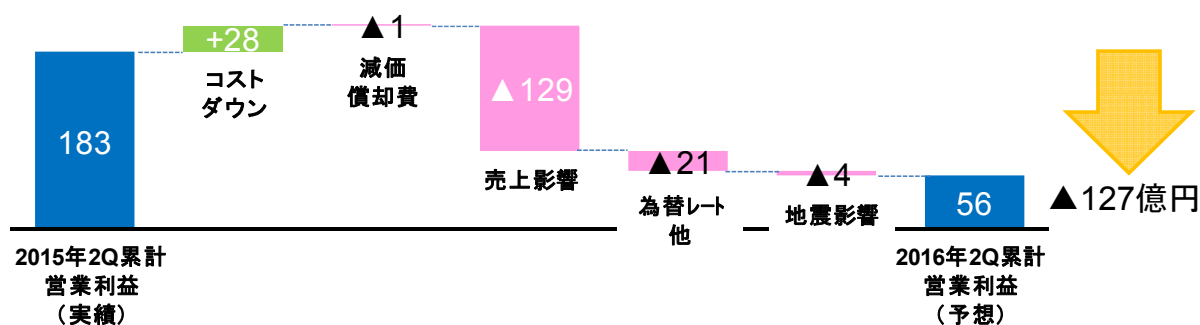 183
2015年2Q累計
営業利益
（実績）
+28
コスト
ダウン
▲1
減価
償却費
▲129
売上影響
▲21
為替レート
他
▲4
地震影響
56
2016年2Q累計
営業利益
（予想）
▲127億円